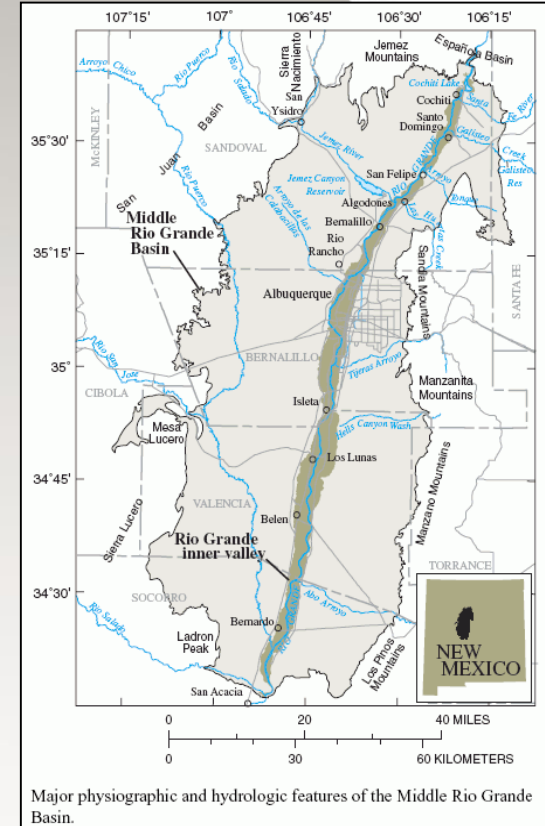 107°15'
107°
106°45'
106°30'
106°15'
Española Basin
Jemez
Mountains
Sierra
Nacimiento
Arroyo Chico
Rio Puerco
Rio Salado
Cochiti Lake
Cochiti
Santa
Fe
River
San
Ysidro
Santo
Domingo
35°30'
McKINLEY
SANDOVAL
San Juan Basin
Jemez River
Galisteo
Creek
Galisteo
Res
San Felipe
RIO GRANDE
Arroyo
Tonque
Jemez Canyon
Reservoir
Arroyo de las
Calabacillas
Algodones
Las Huertas Creek
Rio Puerco
Bernalillo
Middle
Rio Grande
Basin
Rio
Rancho
35°15'
Sandia Mountains
SANTA FE
Albuquerque
35°
Rio San
Jose
BERNALILLO
Tijeras Arroyo
Manzanita
Mountains
CIBOLA
Isleta
Mesa
Lucero
Hells Canyon Wash
34°45'
Los Lunas
Sierra Lucero
VALENCIA
Belen
Manzano Mountains
Rio Grande
inner valley
TORRANCE
34°30'
SOCORRO
Abo Arroyo
Rio Salado
Bernardo
RIO GRANDE
Ladron
Peak
Los Pinos
Mountains
NEW
MEXICO
San Acacia
0
20
40 MILES
0
30
60 KILOMETERS
Major physiographic and hydrologic features of the Middle Rio Grande
Basin.